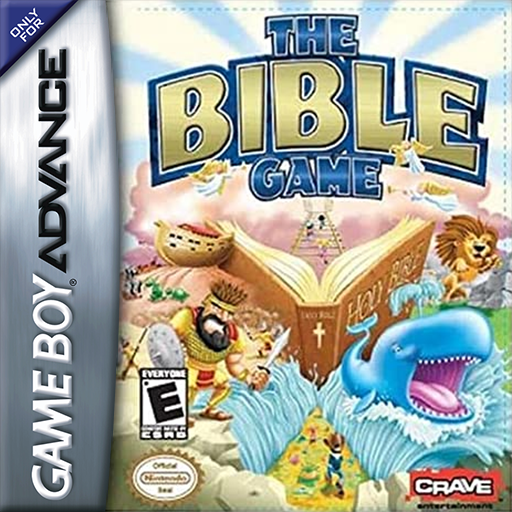 ONLY
FOR
GAME BOY ADVANCE
THE
BIBLE
GAME
HOLY BIBLE
HOLY BIBLE
EVERYONE
E
CONTENT RATED BY
ESRB
Official
Nintendo
Seal
CRAVE
entertainment